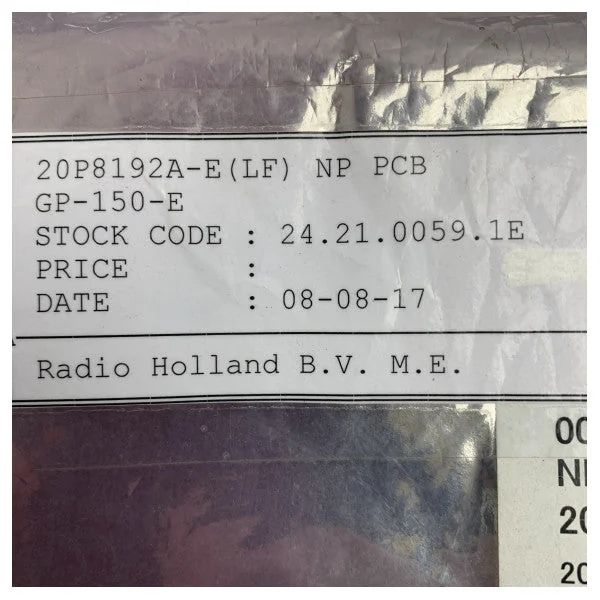 20P8192A-E(LF) NP PCB
GP-150-E
STOCK CODE : 24.21.0059.1E
PRICE :
DATE : 08-08-17
Radio Holland B.V. M.E.